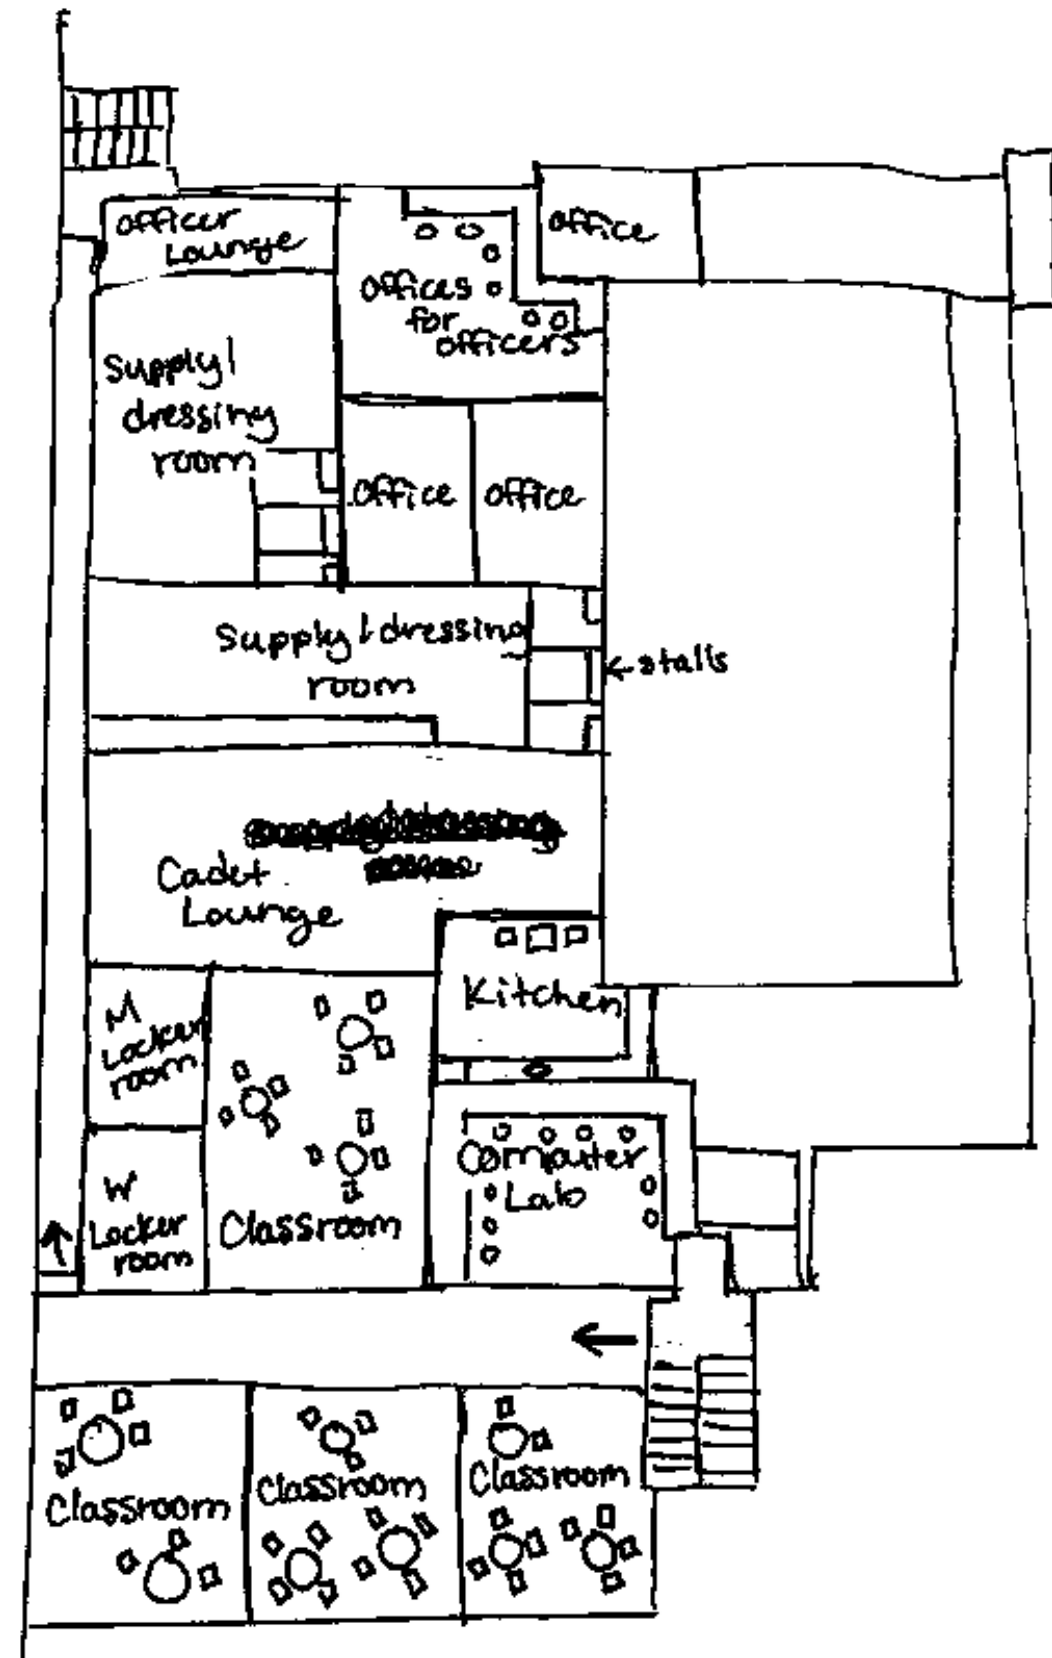 Officer
Lounge
Office
Offices
for
officers
Supply/
dressing
room
Office
Office
Supply/dressing
room
←stalls
Cadet
Lounge
Kitchen
M
Locker
room
Computer
Lab
W
Locker
room
Classroom
Classroom
Classroom
Classroom